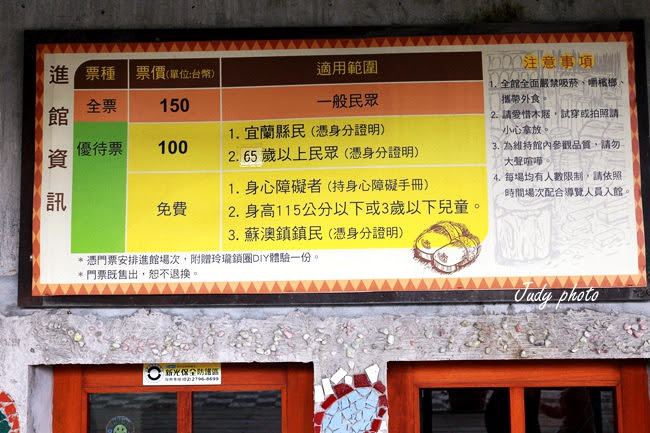 進館資訊
票種 票價(單位:台幣) 適用範圍
全票 150 一般民眾
優待票 100 1. 宜蘭縣民 (憑身分證明)
2. 65歲以上民眾 (憑身分證明)
免費 1. 身心障礙者 (持身心障礙手冊)
2. 身高115公分以下或3歲以下兒童。
3. 蘇澳鎮鎮民 (憑身分證明)
* 憑門票安排進館場次，附贈玲瓏鎖圈DIY體驗一份。
* 門票既售出，恕不退換。
注意事項
1. 全館全面嚴禁吸菸、嚼檳榔、
攜帶外食。
2. 請愛惜木屐，試穿或拍照請
小心拿放。
3. 為維持館內參觀品質，請勿
大聲喧嘩。
4. 每場均有人數限制，請依照
時間場次配合導覽人員入館。
Judy photo
新光保全防護區
(02)2796-8699